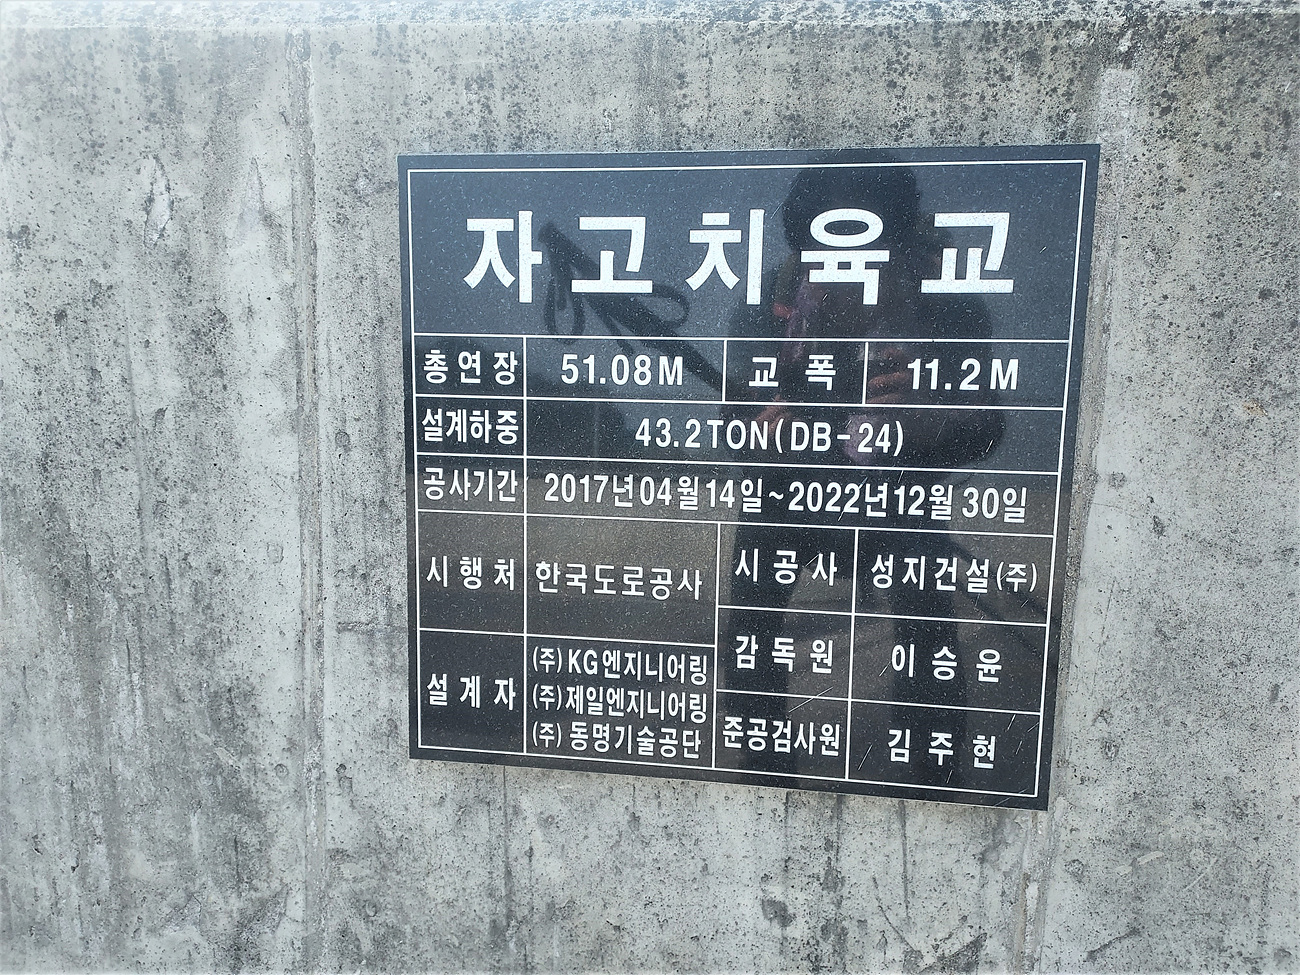 자고치육교
총연장 51.08M 교폭 11.2M
설계하중 43.2TON(DB-24)
공사기간 2017년04월14일~2022년12월30일
시행처 한국도로공사 시공사 성지건설(주)
감독원 이승윤
설계자 (주)KG엔지니어링
(주)제일엔지니어링
(주)동명기술공단
준공검사원 김주현